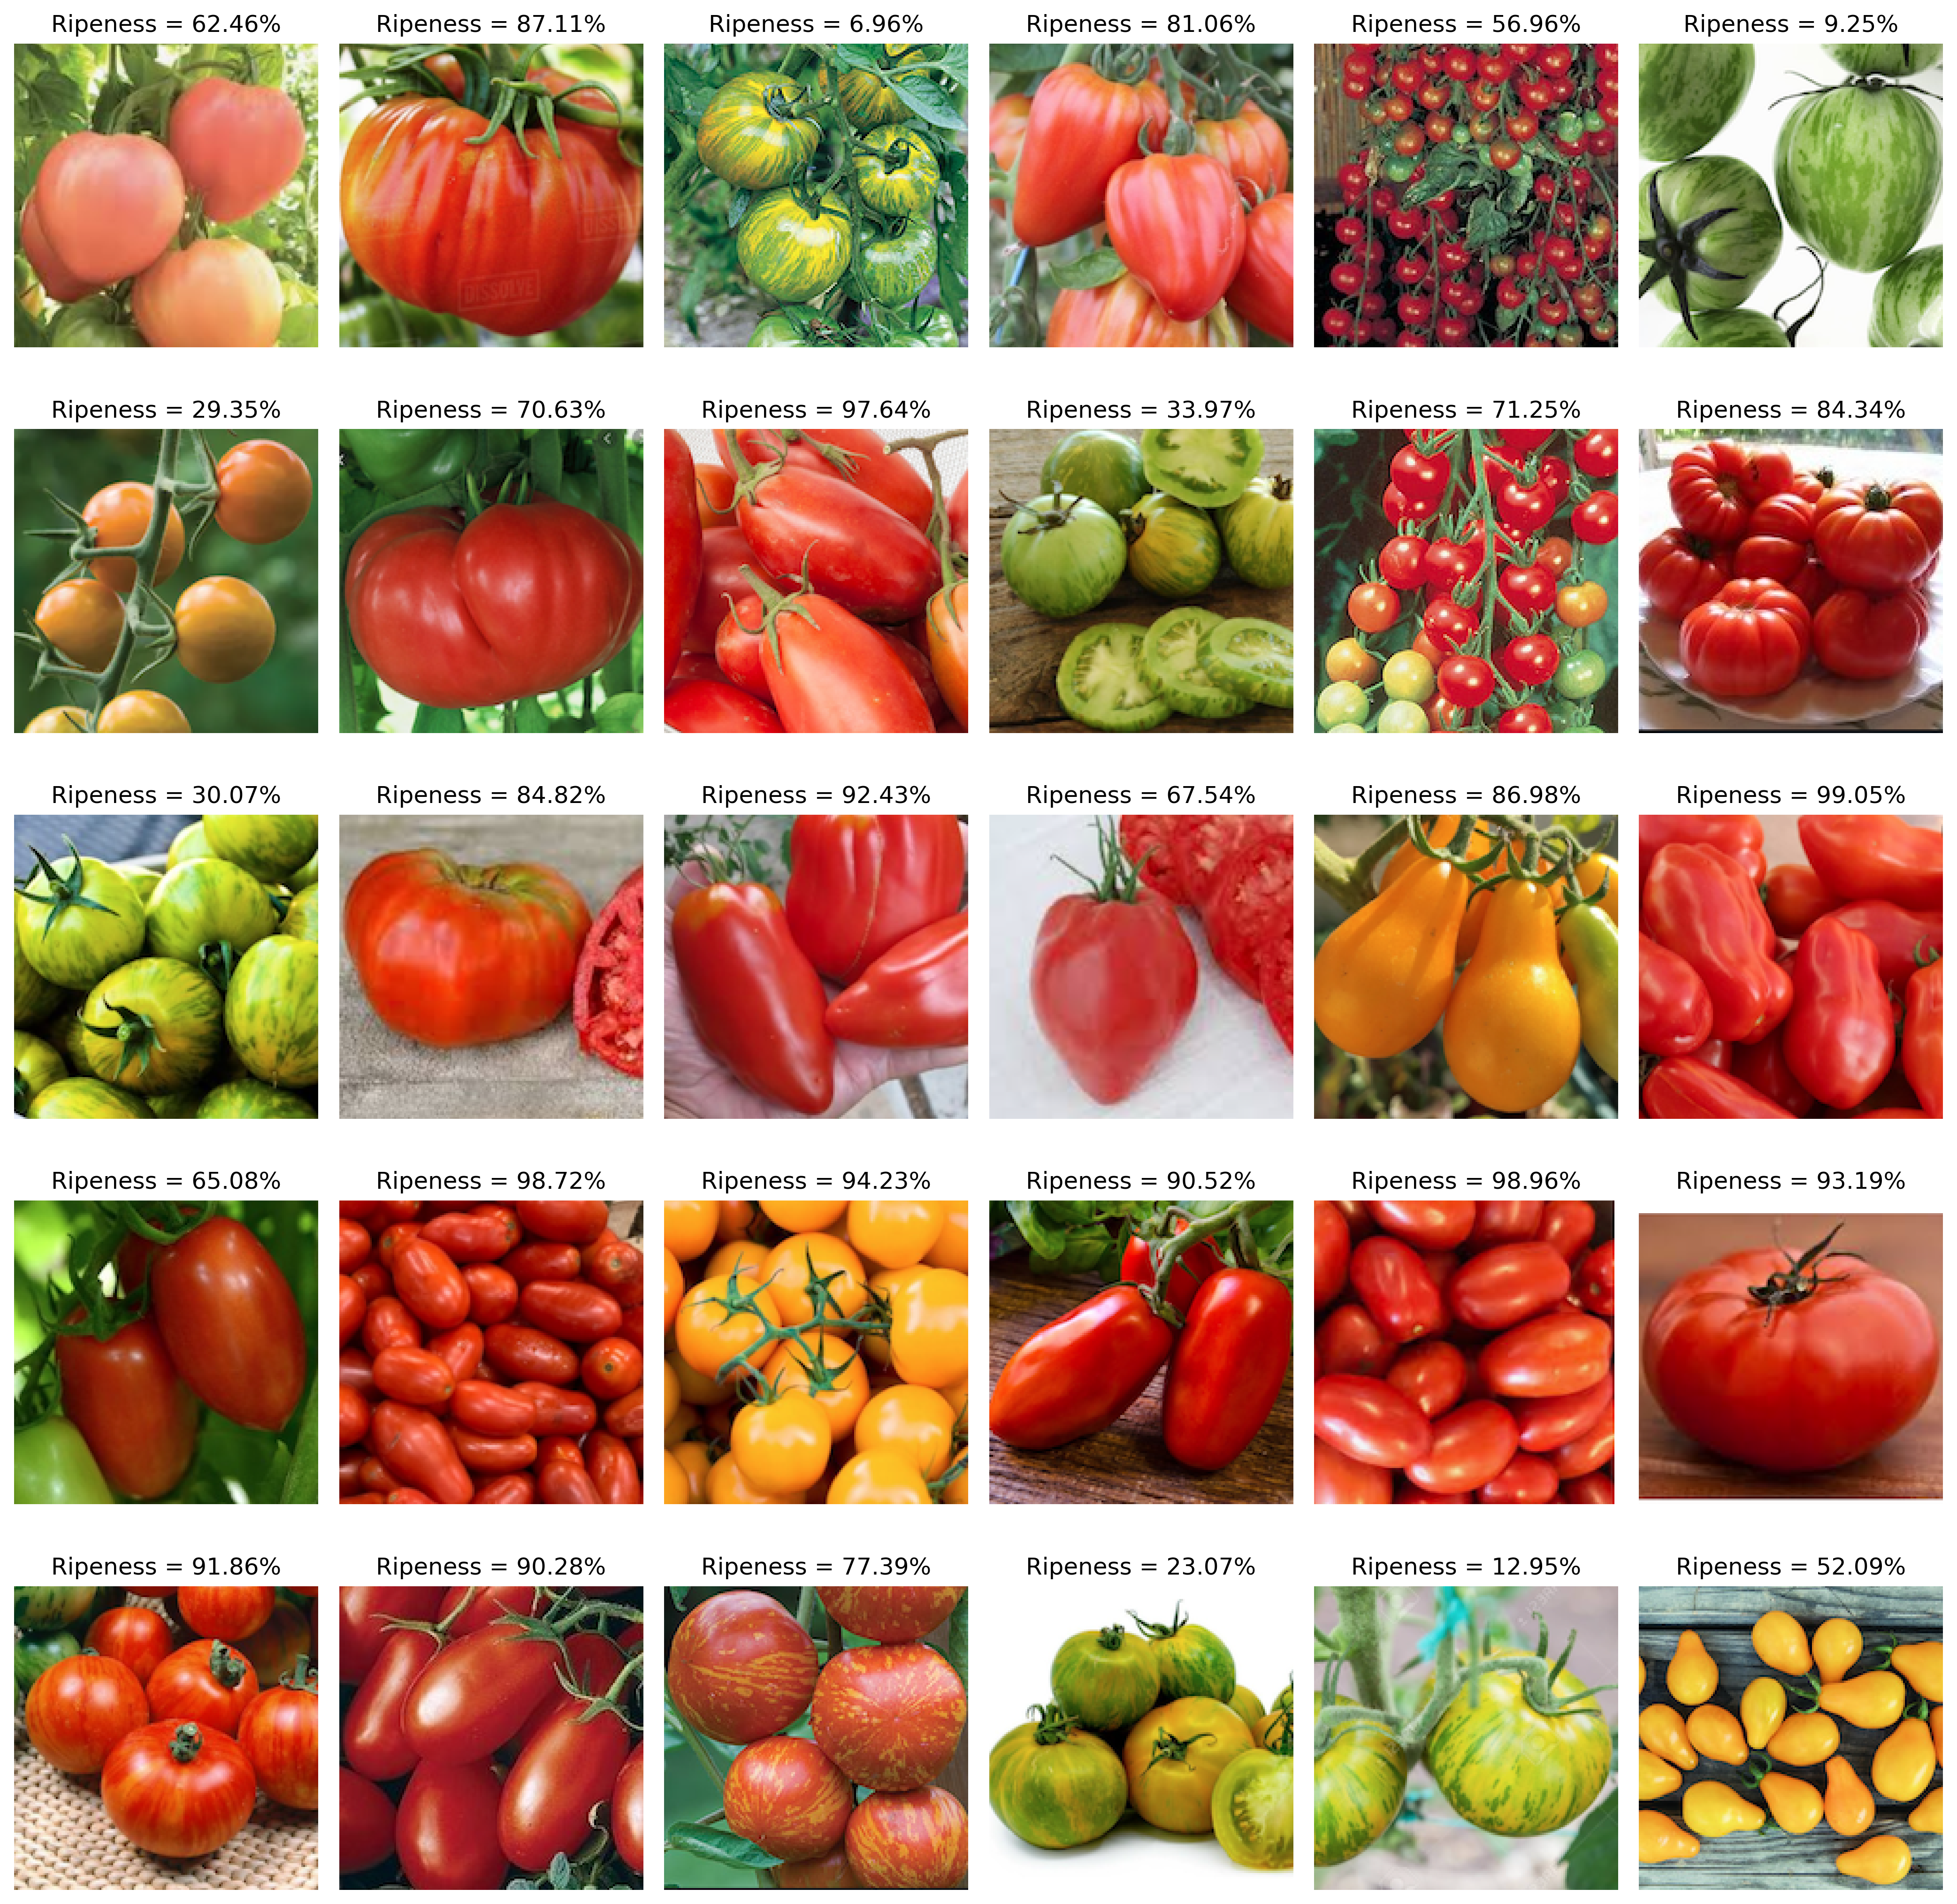 Ripeness = 62.46%
Ripeness = 87.11%
Ripeness = 6.96%
Ripeness = 81.06%
Ripeness = 56.96%
Ripeness = 9.25%
DISSOLVE
Ripeness = 29.35%
Ripeness = 70.63%
Ripeness = 97.64%
Ripeness = 33.97%
Ripeness = 71.25%
Ripeness = 84.34%
Ripeness = 30.07%
Ripeness = 84.82%
Ripeness = 92.43%
Ripeness = 67.54%
Ripeness = 86.98%
Ripeness = 99.05%
Ripeness = 65.08%
Ripeness = 98.72%
Ripeness = 94.23%
Ripeness = 90.52%
Ripeness = 98.96%
Ripeness = 93.19%
Ripeness = 91.86%
Ripeness = 90.28%
Ripeness = 77.39%
Ripeness = 23.07%
Ripeness = 12.95%
Ripeness = 52.09%